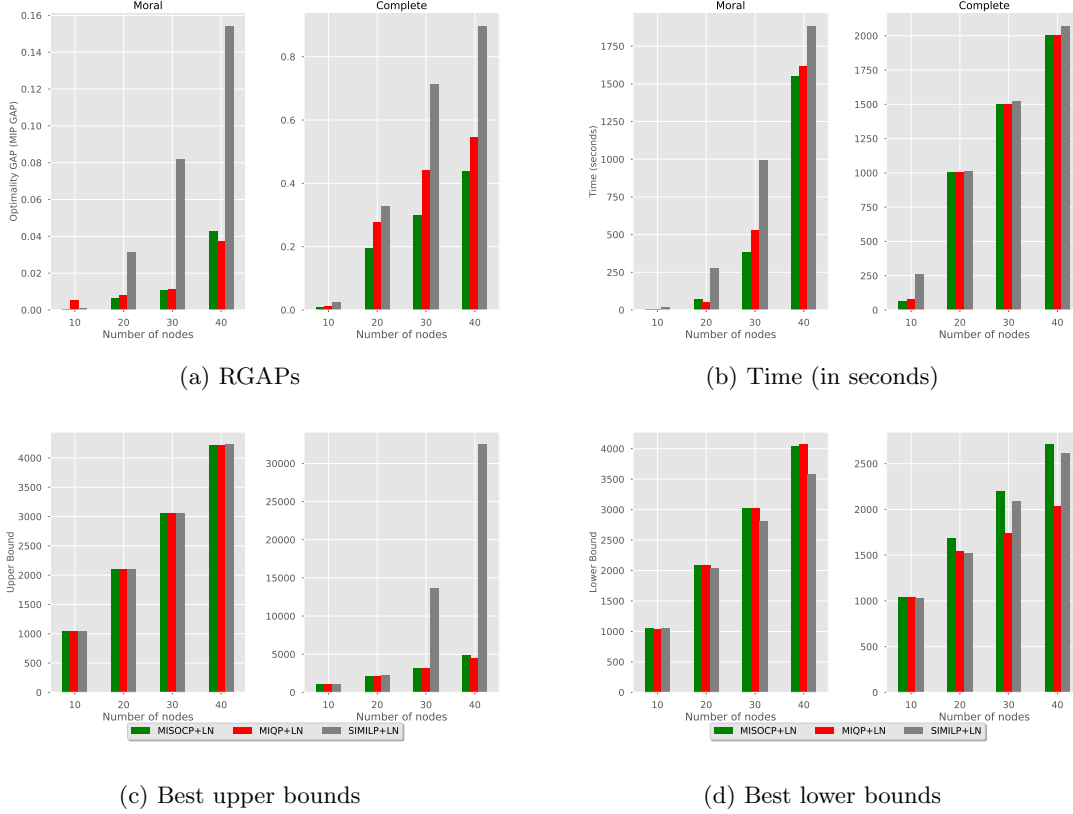 Moral
Complete
Optimality GAP (MIP GAP)
0.16
0.14
0.12
0.10
0.08
0.06
0.04
0.02
0.00
10 20 30 40
Number of nodes
0.8
0.6
0.4
0.2
0.0
10 20 30 40
Number of nodes
(a) RGAPs
Moral
Complete
Time (seconds)
1750
1500
1250
1000
750
500
250
0
10 20 30 40
Number of nodes
2000
1750
1500
1250
1000
750
500
250
0
10 20 30 40
Number of nodes
(b) Time (in seconds)
Upper Bound
4000
3500
3000
2500
2000
1500
1000
500
0
10 20 30 40
Number of nodes
30000
25000
20000
15000
10000
5000
0
10 20 30 40
Number of nodes
MISOCP+LN MIQP+LN SIMILP+LN
(c) Best upper bounds
Lower Bound
4000
3500
3000
2500
2000
1500
1000
500
0
10 20 30 40
Number of nodes
2500
2000
1500
1000
500
0
10 20 30 40
Number of nodes
MISOCP+LN MIQP+LN SIMILP+LN
(d) Best lower bounds